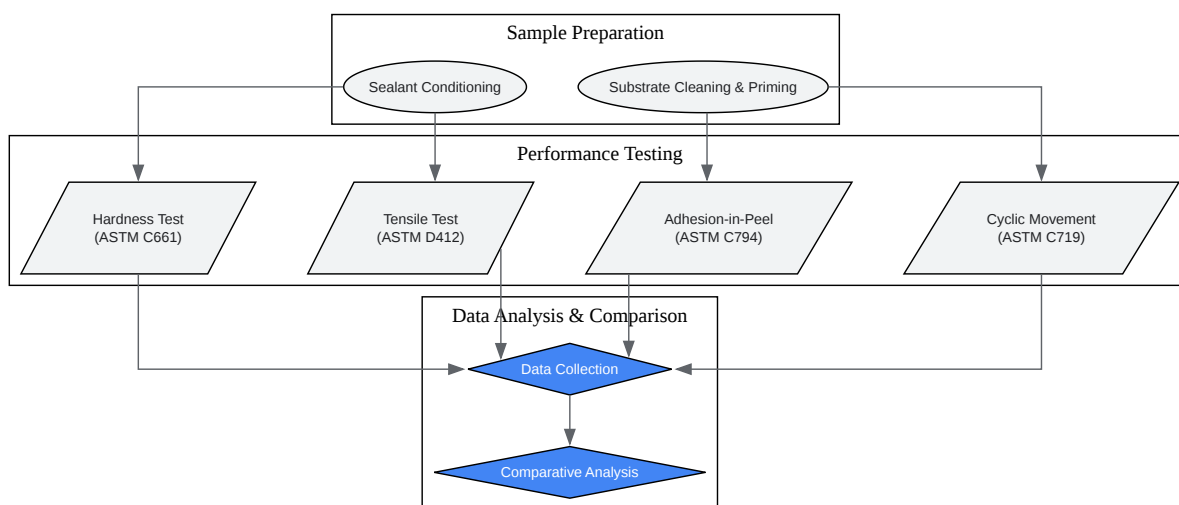 Sample Preparation
Sealant Conditioning
Substrate Cleaning & Priming
Performance Testing
Hardness Test
(ASTM C661)
Tensile Test
(ASTM D412)
Adhesion-in-Peel
(ASTM C794)
Cyclic Movement
(ASTM C719)
Data Analysis & Comparison
Data Collection
Comparative Analysis